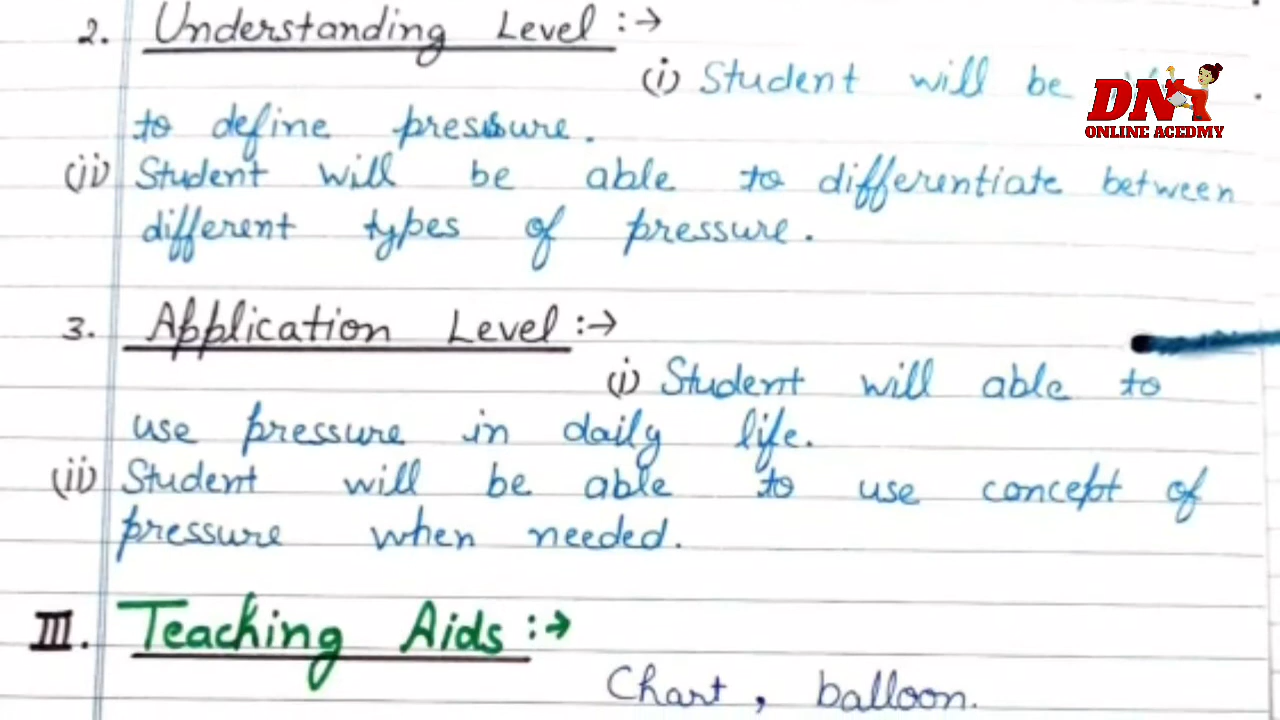 2. Understanding Level :→
(i) Student will be
to define pressure.
(ii) Student will be able to differentiate between
different types of pressure.
3. Application Level :→
(i) Student will able to
use pressure in daily life.
(ii) Student will be able to use concept of
pressure when needed.
III. Teaching Aids :→
Chart, balloon.
DNA
ONLINE ACEDMY